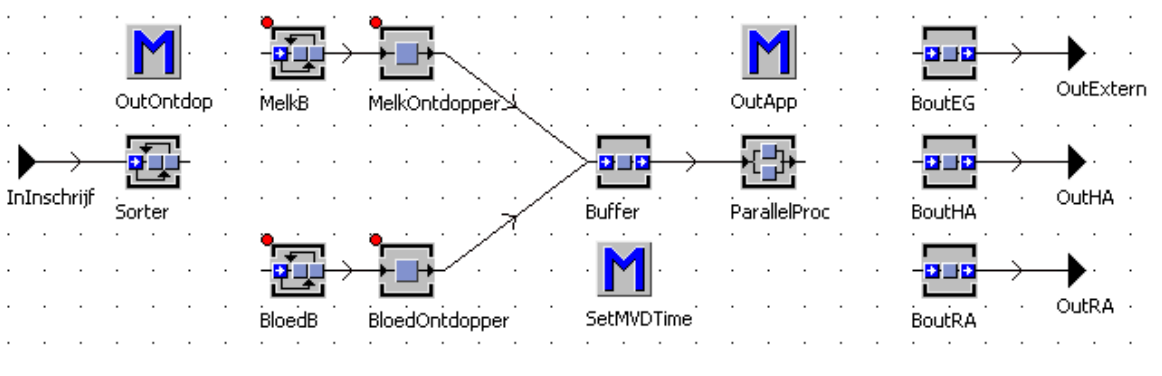 OutOntdop
MelkB
MelkOntdopper
OutApp
BoutEG
OutExtern
InInschrijf
Sorter
Buffer
ParallelProc
BoutHA
OutHA
BloedB
BloedOntdopper
SetMVDTime
BoutRA
OutRA